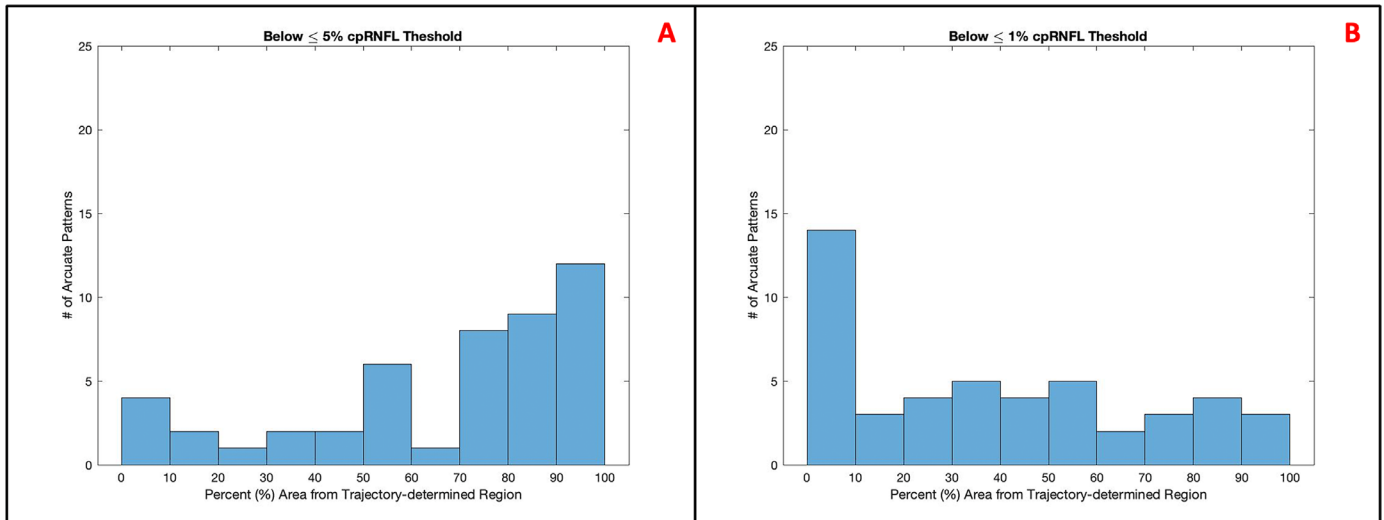 Below ≤ 5% cpRNFL Theshold
A
25
20
15
10
5
0
# of Arcuate Patterns
0 10 20 30 40 50 60 70 80 90 100
Percent (%) Area from Trajectory-determined Region
Below ≤ 1% cpRNFL Theshold
B
25
20
15
10
5
0
# of Arcuate Patterns
0 10 20 30 40 50 60 70 80 90 100
Percent (%) Area from Trajectory-determined Region